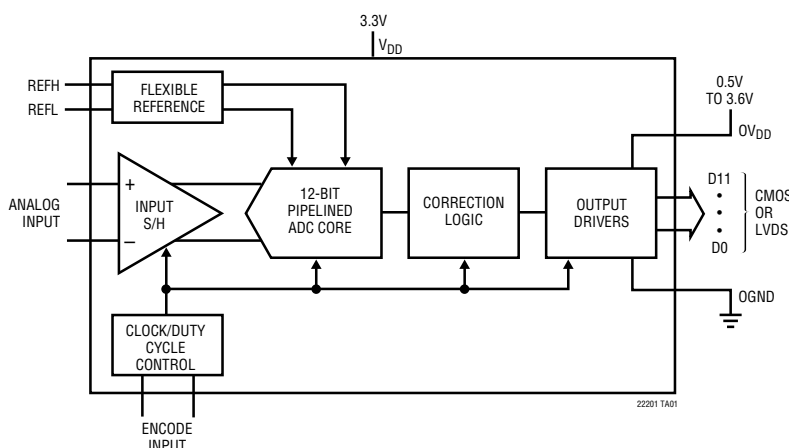 3.3V
V_DD
REFH
REFL
FLEXIBLE
REFERENCE
0.5V
TO 3.6V
OV_DD
ANALOG
INPUT
+
–
INPUT
S/H
12-BIT
PIPELINED
ADC CORE
CORRECTION
LOGIC
OUTPUT
DRIVERS
D11
•
•
•
D0
CMOS
OR
LVDS
OGND
CLOCK/DUTY
CYCLE
CONTROL
ENCODE
INPUT
22201 TA01